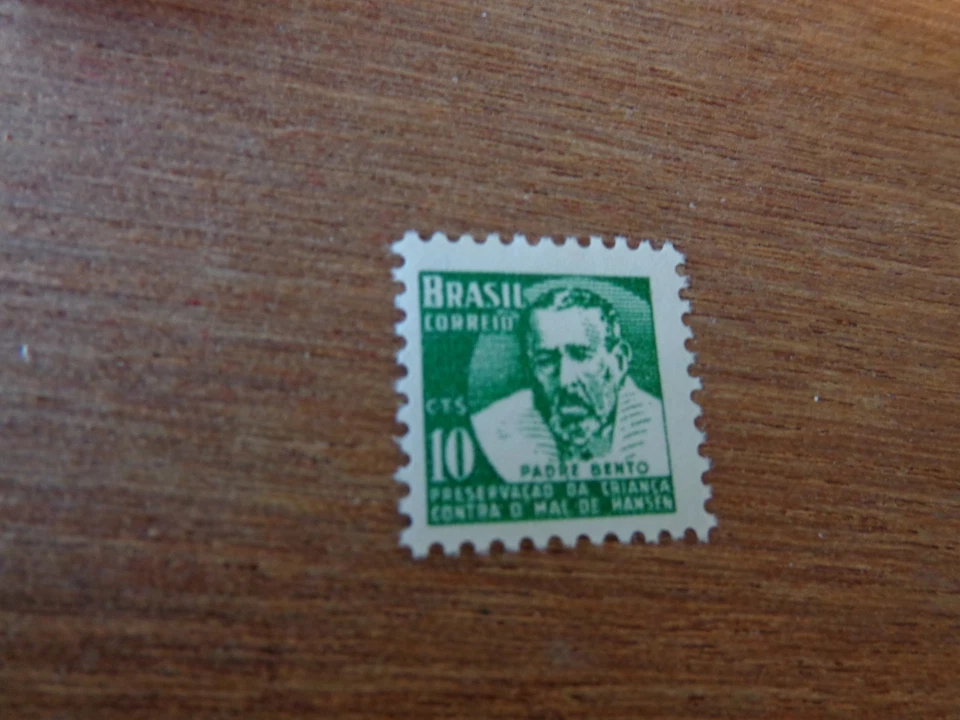 BRASIL
CORREIO
CTS
10
PADRE BENTO
PRESERVAÇÃO DA CRIANÇA
CONTRA O MAL DE HANSEN